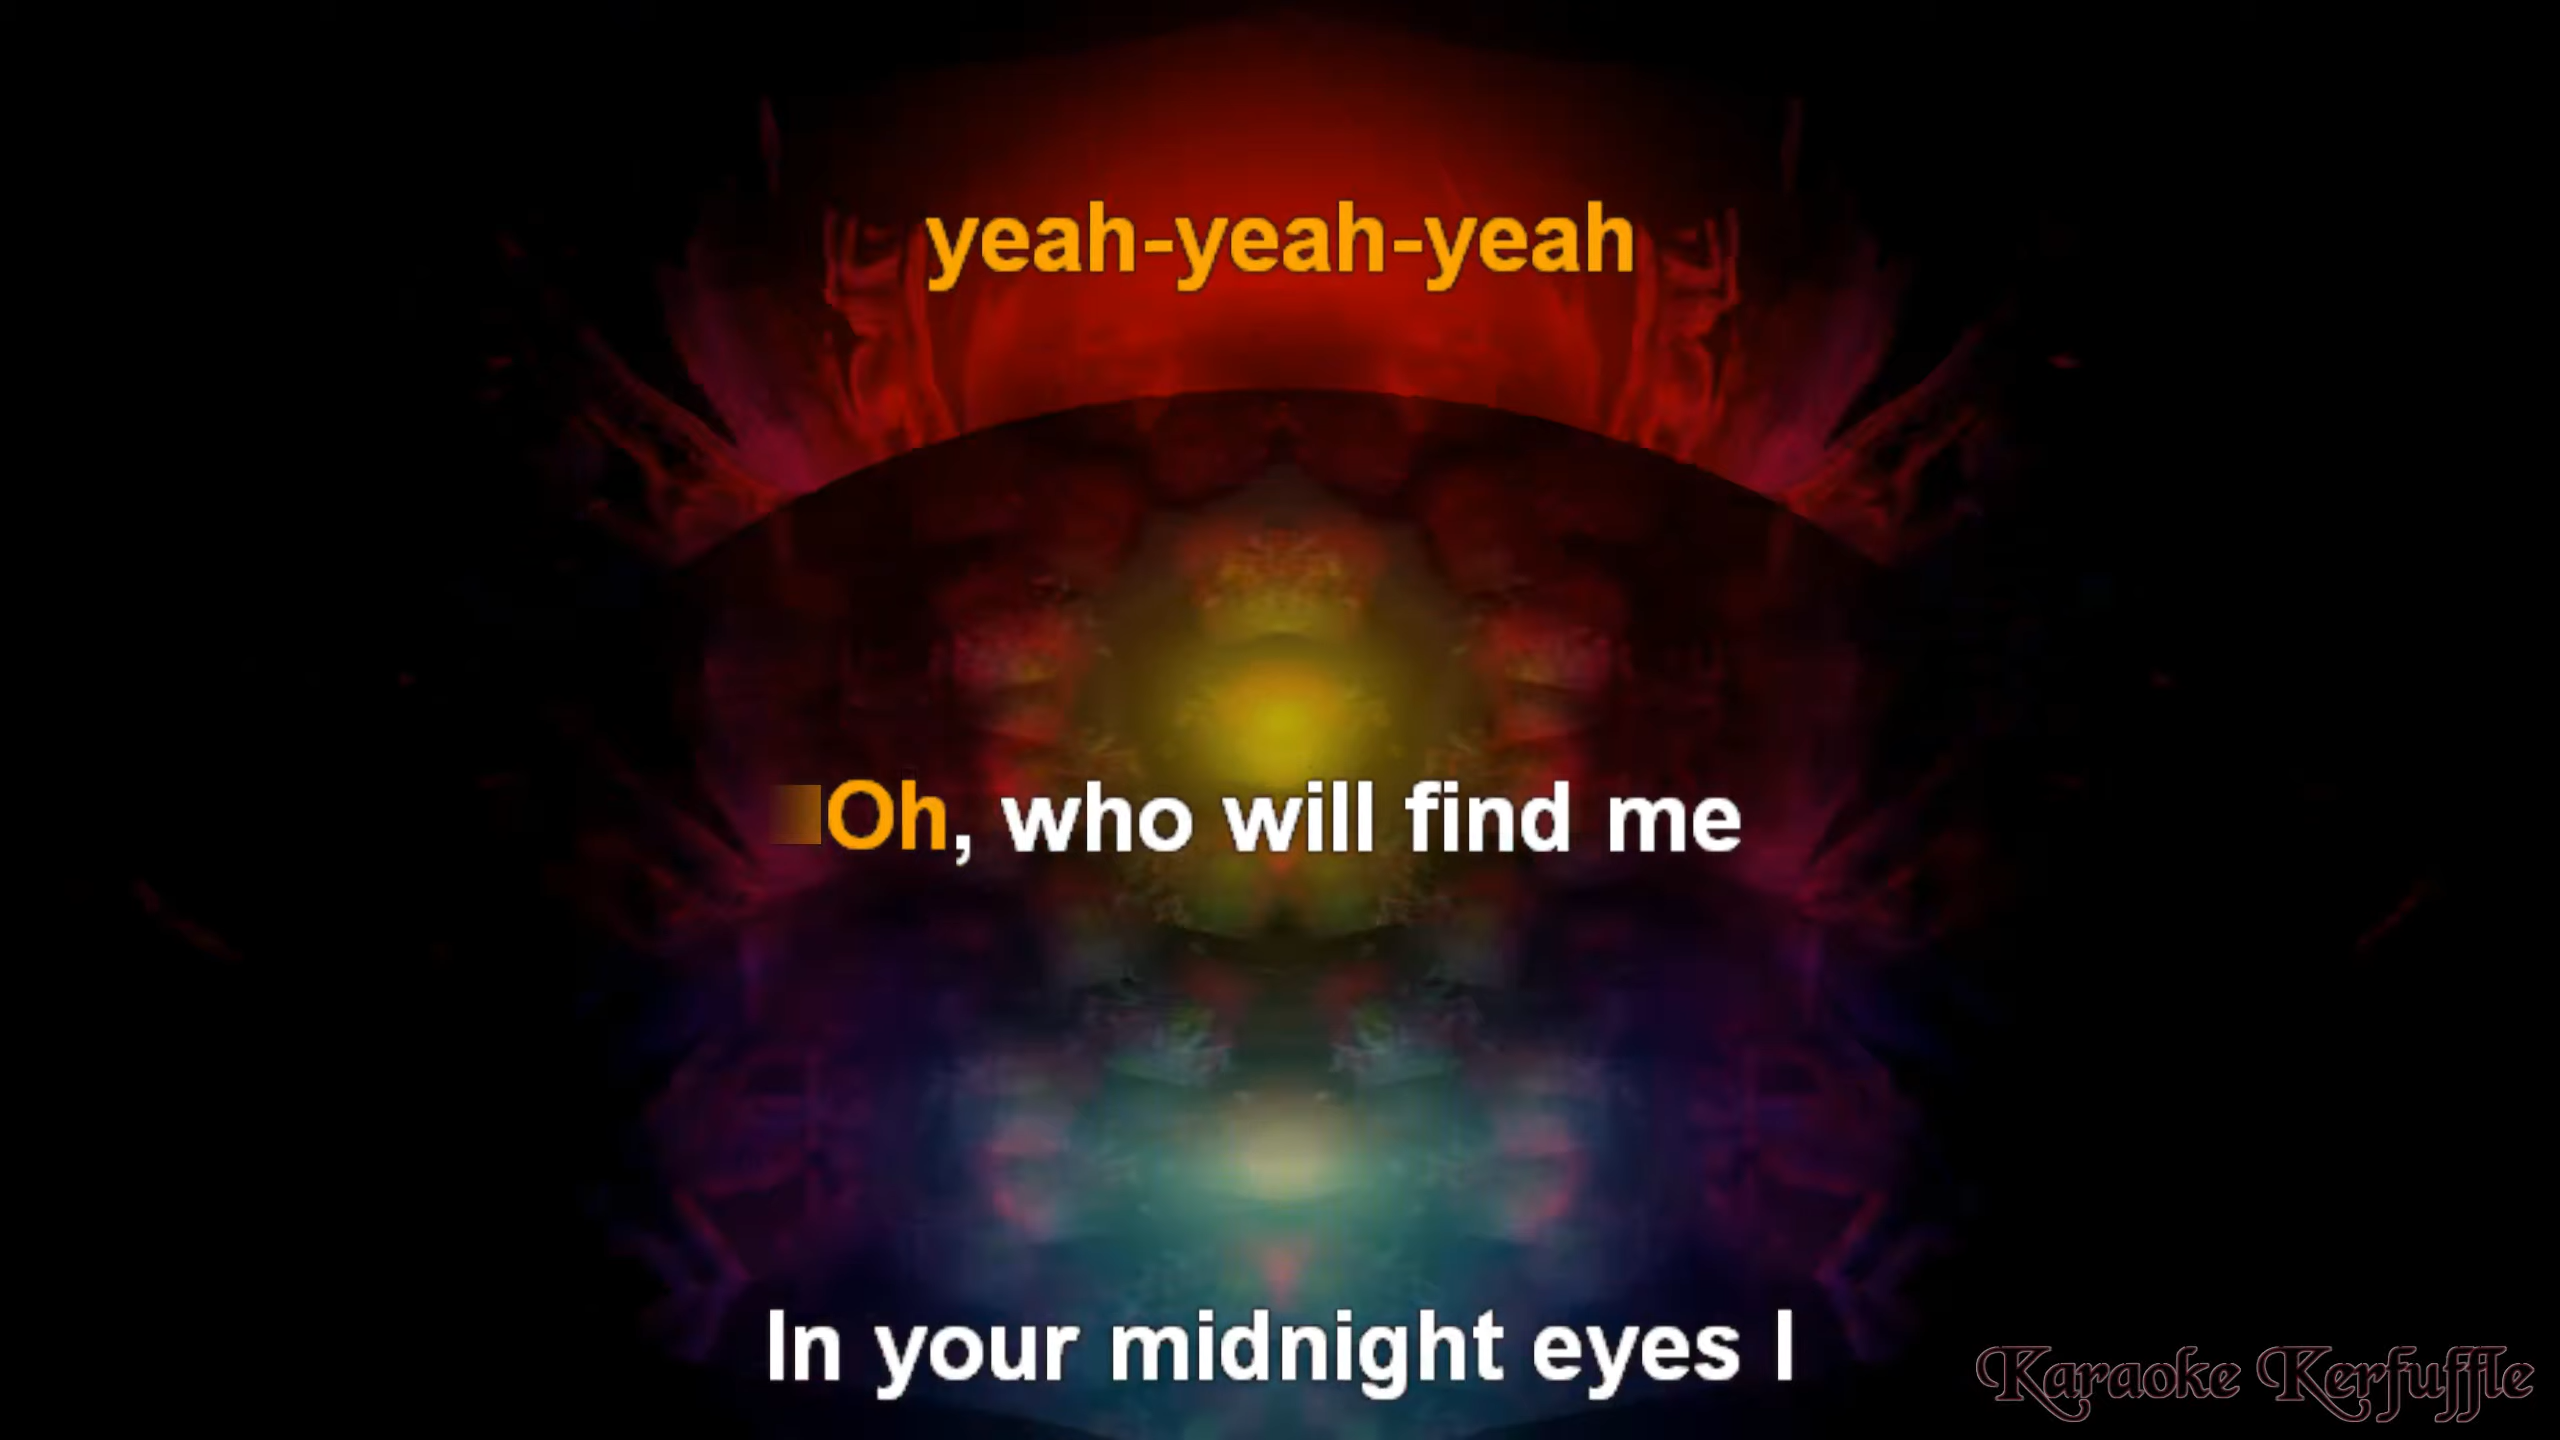 yeah-yeah-yeah
Oh, who will find me
In your midnight eyes I
Karaoke Kerfuffle